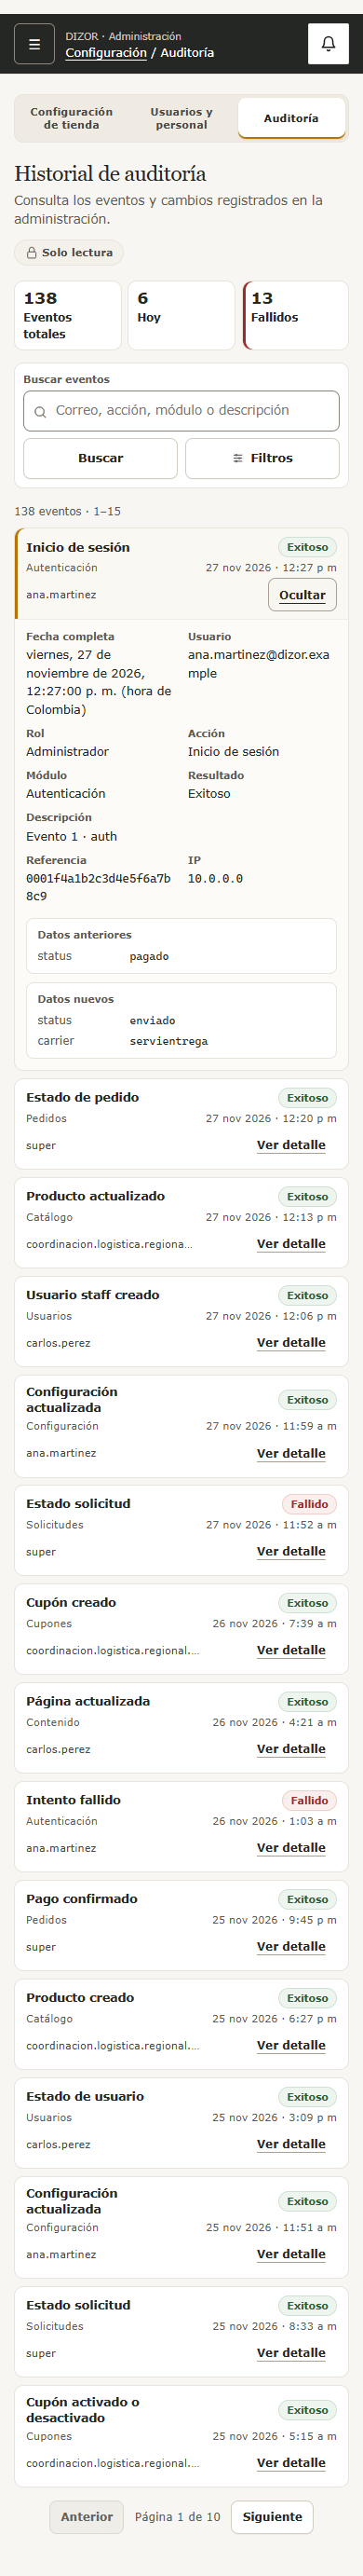 ☰
DIZOR · Administración
Configuración / Auditoría
Configuración
de tienda
Usuarios y
personal
Auditoría
Historial de auditoría
Consulta los eventos y cambios registrados en la
administración.
Solo lectura
138
Eventos
totales
6
Hoy
13
Fallidos
Buscar eventos
Correo, acción, módulo o descripción
Buscar
Filtros
138 eventos · 1–15
Inicio de sesión
Exitoso
Autenticación
27 nov 2026 · 12:27 p m
ana.martinez
Ocultar
Fecha completa
viernes, 27 de
noviembre de 2026,
12:27:00 p. m. (hora de
Colombia)
Usuario
ana.martinez@dizor.exa
mple
Rol
Administrador
Acción
Inicio de sesión
Módulo
Autenticación
Resultado
Exitoso
Descripción
Evento 1 · auth
Referencia
0001f4a1b2c3d4e5f6a7b
8c9
IP
10.0.0.0
Datos anteriores
status pagado
Datos nuevos
status enviado
carrier servientrega
Estado de pedido
Exitoso
Pedidos
27 nov 2026 · 12:20 p m
super
Ver detalle
Producto actualizado
Exitoso
Catálogo
27 nov 2026 · 12:13 p m
coordinacion.logistica.regiona...
Ver detalle
Usuario staff creado
Exitoso
Usuarios
27 nov 2026 · 12:06 p m
carlos.perez
Ver detalle
Configuración
actualizada
Exitoso
Configuración
27 nov 2026 · 11:59 a m
ana.martinez
Ver detalle
Estado solicitud
Fallido
Solicitudes
27 nov 2026 · 11:52 a m
super
Ver detalle
Cupón creado
Exitoso
Cupones
26 nov 2026 · 7:39 a m
coordinacion.logistica.regional....
Ver detalle
Página actualizada
Exitoso
Contenido
26 nov 2026 · 4:21 a m
carlos.perez
Ver detalle
Intento fallido
Fallido
Autenticación
26 nov 2026 · 1:03 a m
ana.martinez
Ver detalle
Pago confirmado
Exitoso
Pedidos
25 nov 2026 · 9:45 p m
super
Ver detalle
Producto creado
Exitoso
Catálogo
25 nov 2026 · 6:27 p m
coordinacion.logistica.regional....
Ver detalle
Estado de usuario
Exitoso
Usuarios
25 nov 2026 · 3:09 p m
carlos.perez
Ver detalle
Configuración
actualizada
Exitoso
Configuración
25 nov 2026 · 11:51 a m
ana.martinez
Ver detalle
Estado solicitud
Exitoso
Solicitudes
25 nov 2026 · 8:33 a m
super
Ver detalle
Cupón activado o
desactivado
Exitoso
Cupones
25 nov 2026 · 5:15 a m
coordinacion.logistica.regional....
Ver detalle
Anterior
Página 1 de 10
Siguiente